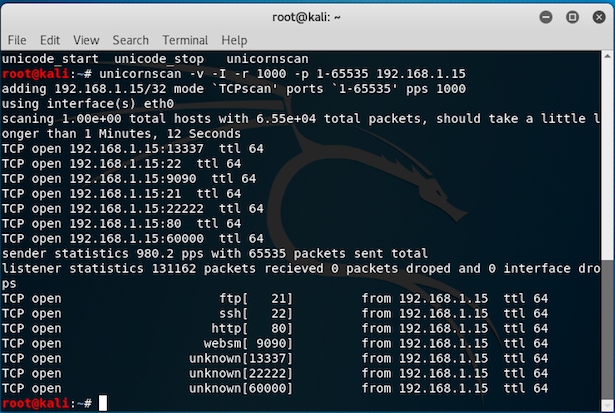 root@kali: ~
File Edit View Search Terminal Help
unicode_start unicode_stop unicornscan
root@kali:~# unicornscan -v -I -r 1000 -p 1-65535 192.168.1.15
adding 192.168.1.15/32 mode `TCPscan' ports `1-65535' pps 1000
using interface(s) eth0
scaning 1.00e+00 total hosts with 6.55e+04 total packets, should take a little l
onger than 1 Minutes, 12 Seconds
TCP open 192.168.1.15:13337 ttl 64
TCP open 192.168.1.15:22 ttl 64
TCP open 192.168.1.15:9090 ttl 64
TCP open 192.168.1.15:21 ttl 64
TCP open 192.168.1.15:22222 ttl 64
TCP open 192.168.1.15:80 ttl 64
TCP open 192.168.1.15:60000 ttl 64
sender statistics 980.2 pps with 65535 packets sent total
listener statistics 131162 packets recieved 0 packets droped and 0 interface dro
ps
TCP open ftp[ 21] from 192.168.1.15 ttl 64
TCP open ssh[ 22] from 192.168.1.15 ttl 64
TCP open http[ 80] from 192.168.1.15 ttl 64
TCP open websm[ 9090] from 192.168.1.15 ttl 64
TCP open unknown[13337] from 192.168.1.15 ttl 64
TCP open unknown[22222] from 192.168.1.15 ttl 64
TCP open unknown[60000] from 192.168.1.15 ttl 64
root@kali:~#